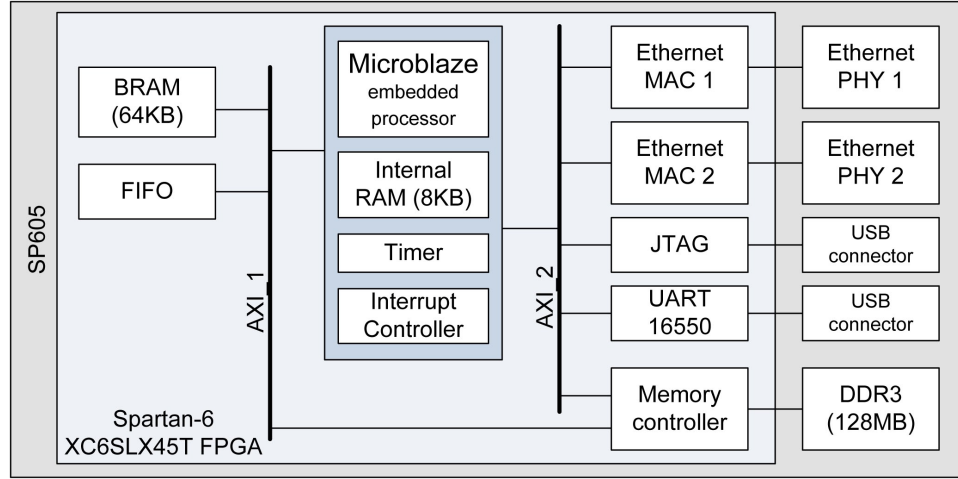 SP605
BRAM
(64KB)
FIFO
AXI_1
Spartan-6
XC6SLX45T FPGA
Microblaze
embedded
processor
Internal
RAM (8KB)
Timer
Interrupt
Controller
AXI_2
Ethernet
MAC 1
Ethernet
PHY 1
Ethernet
MAC 2
Ethernet
PHY 2
JTAG
USB
connector
UART
16550
USB
connector
Memory
controller
DDR3
(128MB)